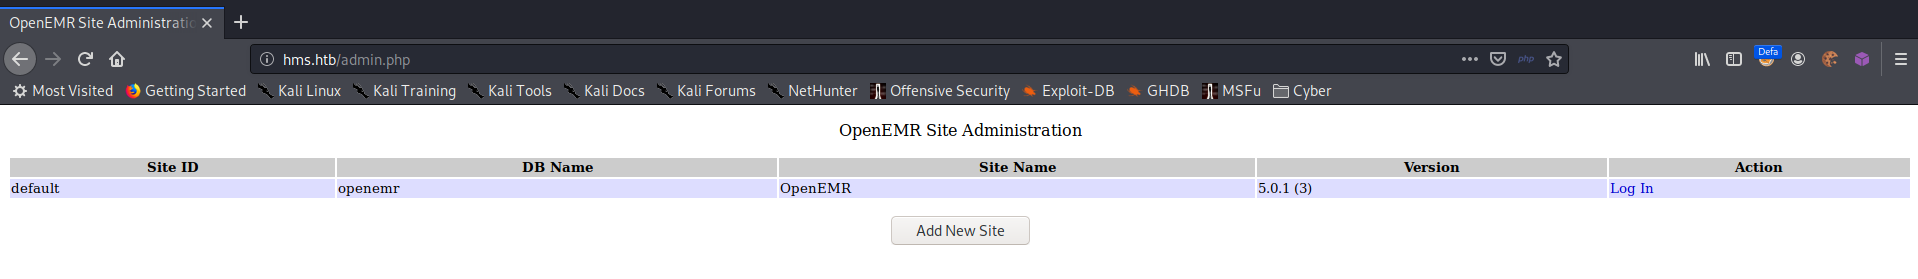 OpenEMR Site Administratio
hms.htb/admin.php
php
Defa
Most Visited Getting Started Kali Linux Kali Training Kali Tools Kali Docs Kali Forums NetHunter Offensive Security Exploit-DB GHDB MSFu Cyber
OpenEMR Site Administration
Site ID DB Name Site Name Version Action
default openemr OpenEMR 5.0.1 (3) Log In
Add New Site